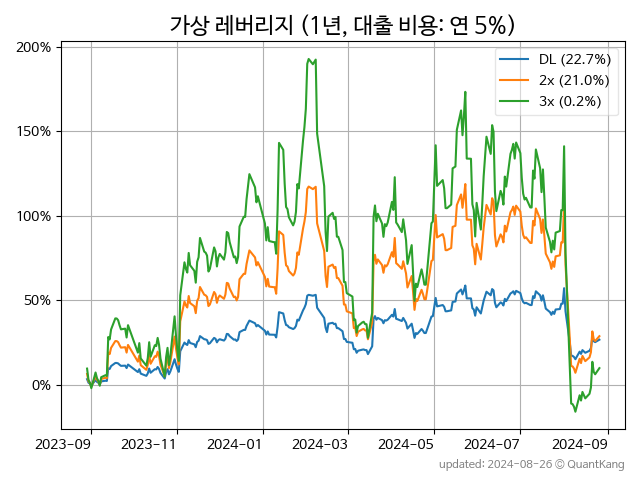 가상 레버리지 (1년, 대출 비용: 연 5%)
200%
150%
100%
50%
0%
DL (22.7%)
2x (21.0%)
3x (0.2%)
2023-09 2023-11 2024-01 2024-03 2024-05 2024-07 2024-09
updated: 2024-08-26 © QuantKang